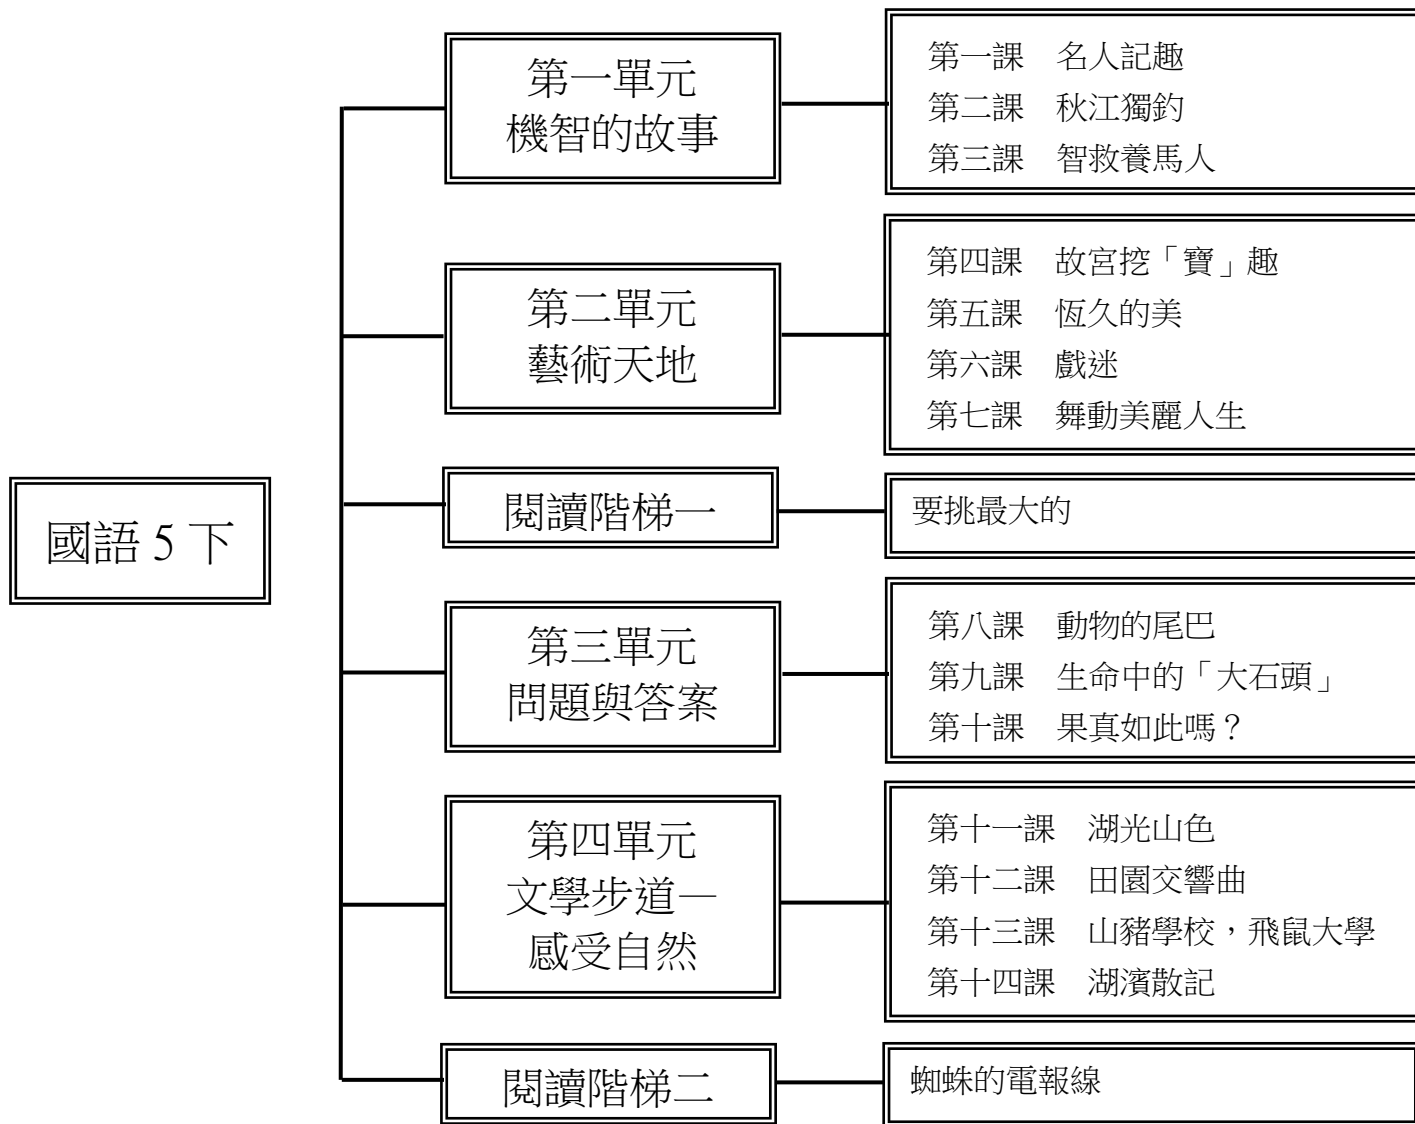 國語 5 下
第一單元
機智的故事
第一課　名人記趣
第二課　秋江獨釣
第三課　智救養馬人
第二單元
藝術天地
第四課　故宮挖「寶」趣
第五課　恆久的美
第六課　戲迷
第七課　舞動美麗人生
閱讀階梯一
要挑最大的
第三單元
問題與答案
第八課　動物的尾巴
第九課　生命中的「大石頭」
第十課　果真如此嗎？
第四單元
文學步道—
感受自然
第十一課　湖光山色
第十二課　田園交響曲
第十三課　山豬學校，飛鼠大學
第十四課　湖濱散記
閱讀階梯二
蜘蛛的電報線